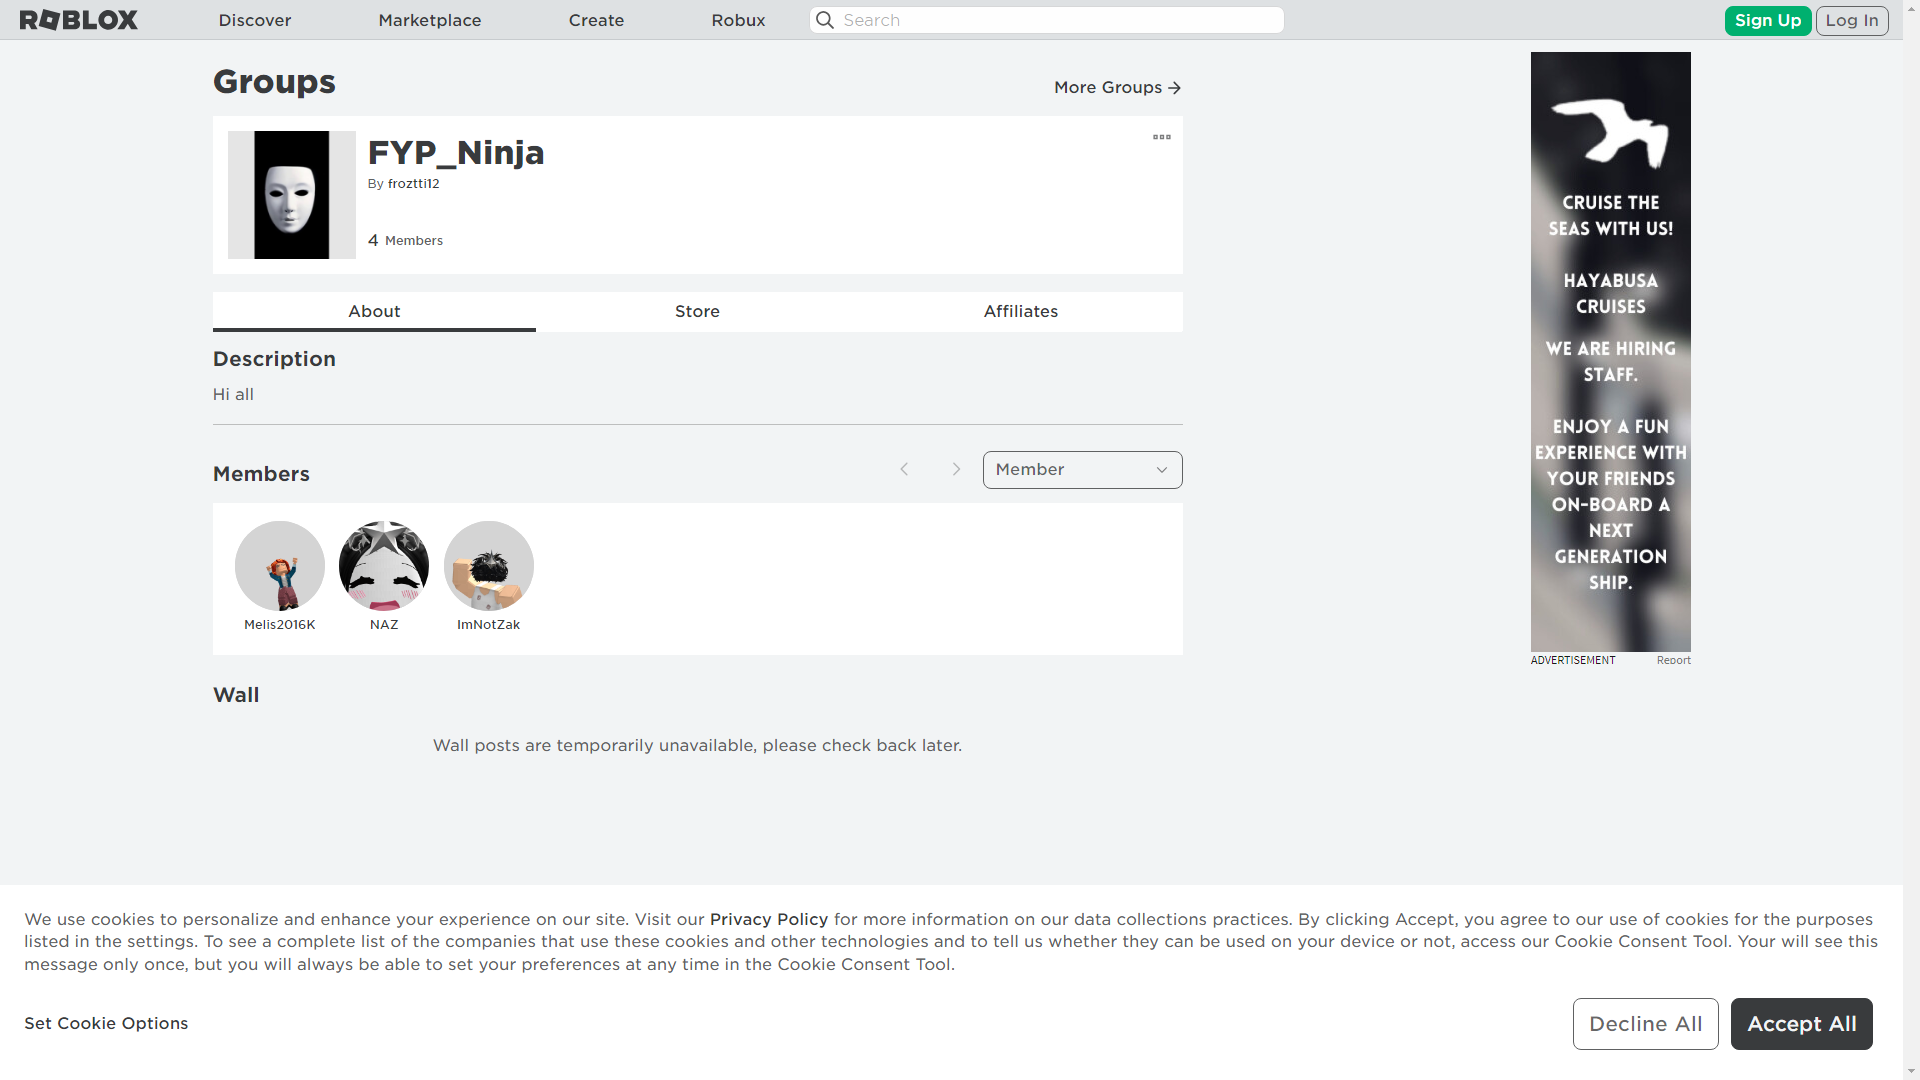 ROBLOX
Discover
Marketplace
Create
Robux
Search
Sign Up
Log In
Groups
More Groups
FYP_Ninja
By froztti12
4 Members
About
Store
Affiliates
Description
Hi all
Members
Member
Melis2016K
NAZ
ImNotZak
Wall
Wall posts are temporarily unavailable, please check back later.
CRUISE THE
SEAS WITH US!
HAYABUSA
CRUISES
WE ARE HIRING
STAFF.
ENJOY A FUN
EXPERIENCE WITH
YOUR FRIENDS
ON-BOARD A
NEXT
GENERATION
SHIP.
ADVERTISEMENT
Report
We use cookies to personalize and enhance your experience on our site. Visit our Privacy Policy for more information on our data collections practices. By clicking Accept, you agree to our use of cookies for the purposes
listed in the settings. To see a complete list of the companies that use these cookies and other technologies and to tell us whether they can be used on your device or not, access our Cookie Consent Tool. Your will see this
message only once, but you will always be able to set your preferences at any time in the Cookie Consent Tool.
Set Cookie Options
Decline All
Accept All